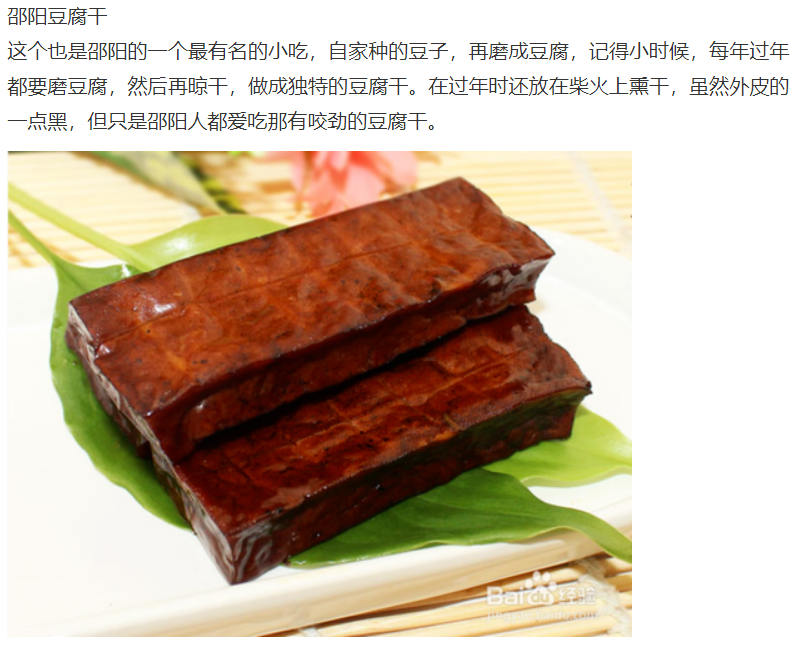 邵阳豆腐干
这个也是邵阳的一个最有名的小吃，自家种的豆子，再磨成豆腐，记得小时候，每年过年
都要磨豆腐，然后再晾干，做成独特的豆腐干。在过年时还放在柴火上熏干，虽然外皮的
一点黑，但只是邵阳人都爱吃那有咬劲的豆腐干。
Baidu 经验